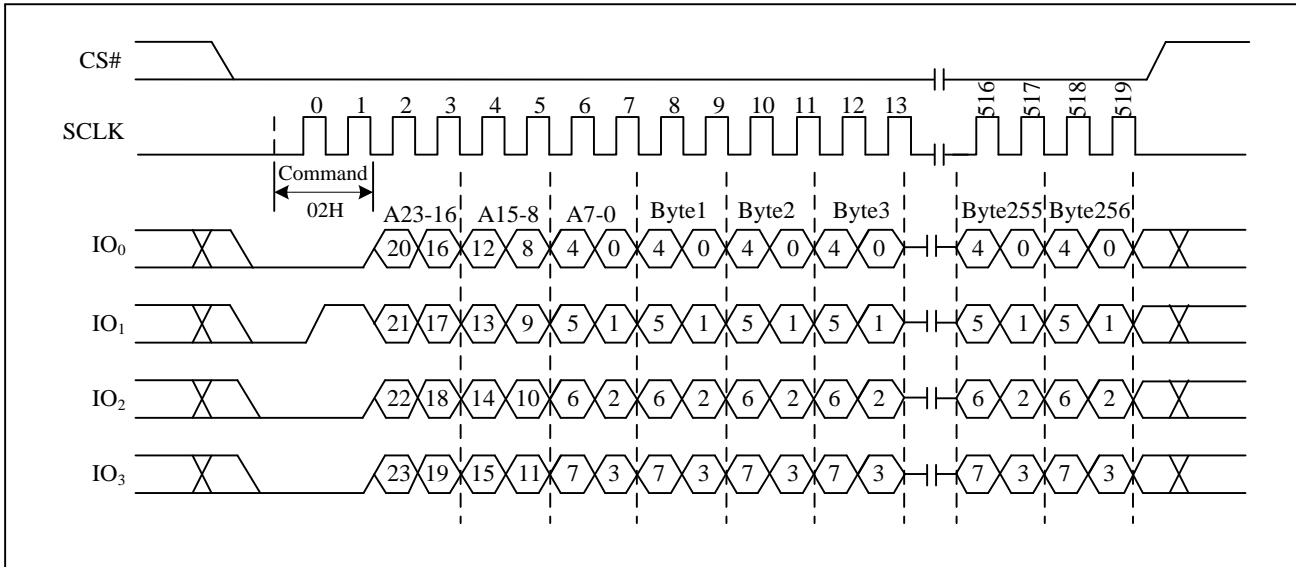 CS#
0 1 2 3 4 5 6 7 8 9 10 11 12 13 516 517 518 519
SCLK
Command
02H
A23-16 A15-8 A7-0 Byte1 Byte2 Byte3 Byte255 Byte256
IO0 20 16 12 8 4 0 4 0 4 0 4 0 4 0 4 0
IO1 21 17 13 9 5 1 5 1 5 1 5 1 5 1 5 1
IO2 22 18 14 10 6 2 6 2 6 2 6 2 6 2 6 2
IO3 23 19 15 11 7 3 7 3 7 3 7 3 7 3 7 3